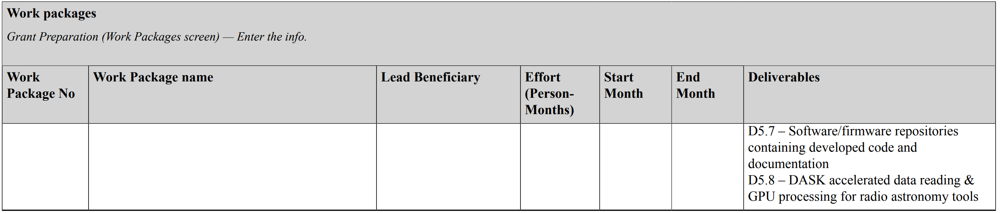 Work packages
Grant Preparation (Work Packages screen) — Enter the info.
Work
Package No
Work Package name
Lead Beneficiary
Effort
(Person-
Months)
Start
Month
End
Month
Deliverables
D5.7 – Software/firmware repositories
containing developed code and
documentation
D5.8 – DASK accelerated data reading &
GPU processing for radio astronomy tools